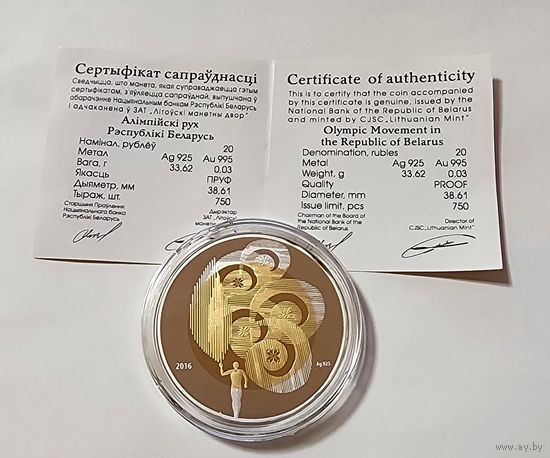 Сертыфікат сапраўднасці
Сведчыцца, што манета, якая суправаджаецца гэтым
сертыфікатам, з'яўляецца сапраўднай, выпушчана ў
абарачэнне Нацыянальным банкам Рэспублікі Беларусь
і адчаканена ў ЗАТ „Літоўскі манетны двор"
Алімпійскі рух
Рэспублікі Беларусь
Намінал, рублёў 20
Метал Ag 925 Au 995
Вага, г 33,62 0,03
Якасць ПРУФ
Дыяметр, мм 38,61
Тыраж, шт. 750
Старшыня Праўлення
Нацыянальнага банка
Рэспублікі Беларусь
Дырэктар
ЗАТ „Літоўскі
Certificate of authenticity
This is to certify that the coin accompanied
by this certificate is genuine, issued by the
National Bank of the Republic of Belarus
and minted by CJSC „Lithuanian Mint"
Olympic Movement in
the Republic of Belarus
Denomination, rubles 20
Metal Ag 925 Au 995
Weight, g 33.62 0.03
Quality PROOF
Diameter, mm 38.61
Issue limit, pcs 750
Chairman of the Board
of the National Bank of the
Republic of Belarus
Director of
CJSC „Lithuanian Mint"
2016
Ag 925
www.ay.by